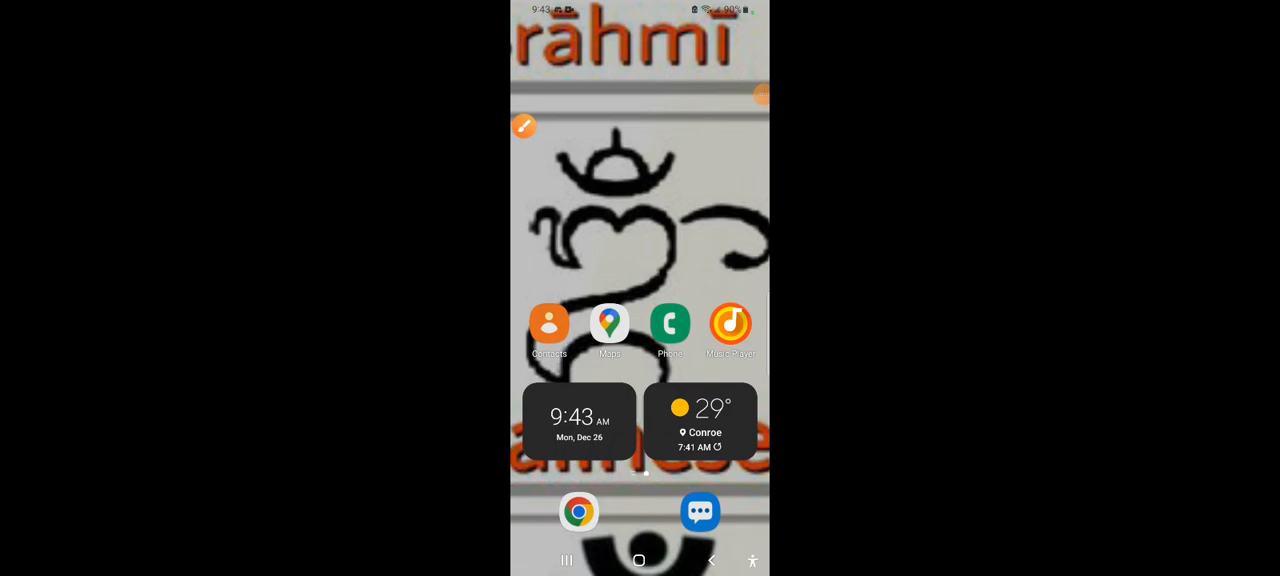 9:43 90%
rāhmī
Contacts Maps Phone Music Player
9:43 AM 29°
Mon, Dec 26 Conroe
7:41 AM